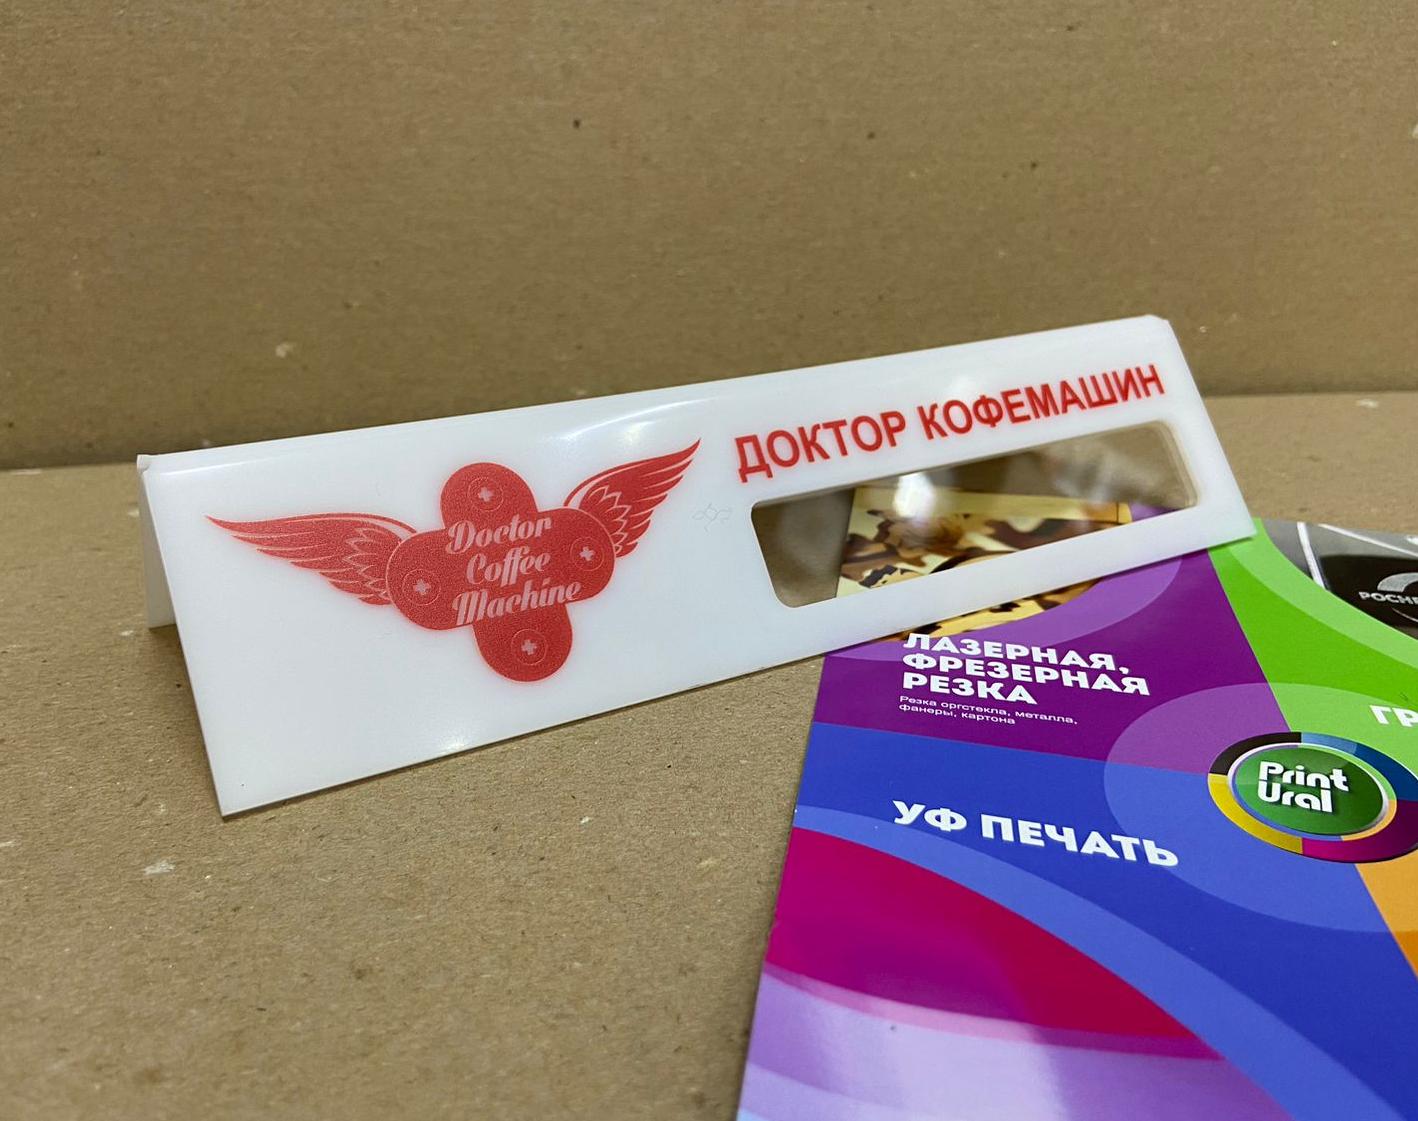 Doctor
Coffee
Machine
ДОКТОР КОФЕМАШИН
ЛАЗЕРНАЯ,
ФРЕЗЕРНАЯ
РЕЗКА
Резка оргстекла, металла,
фанеры, картона
УФ ПЕЧАТЬ
Print
Ural